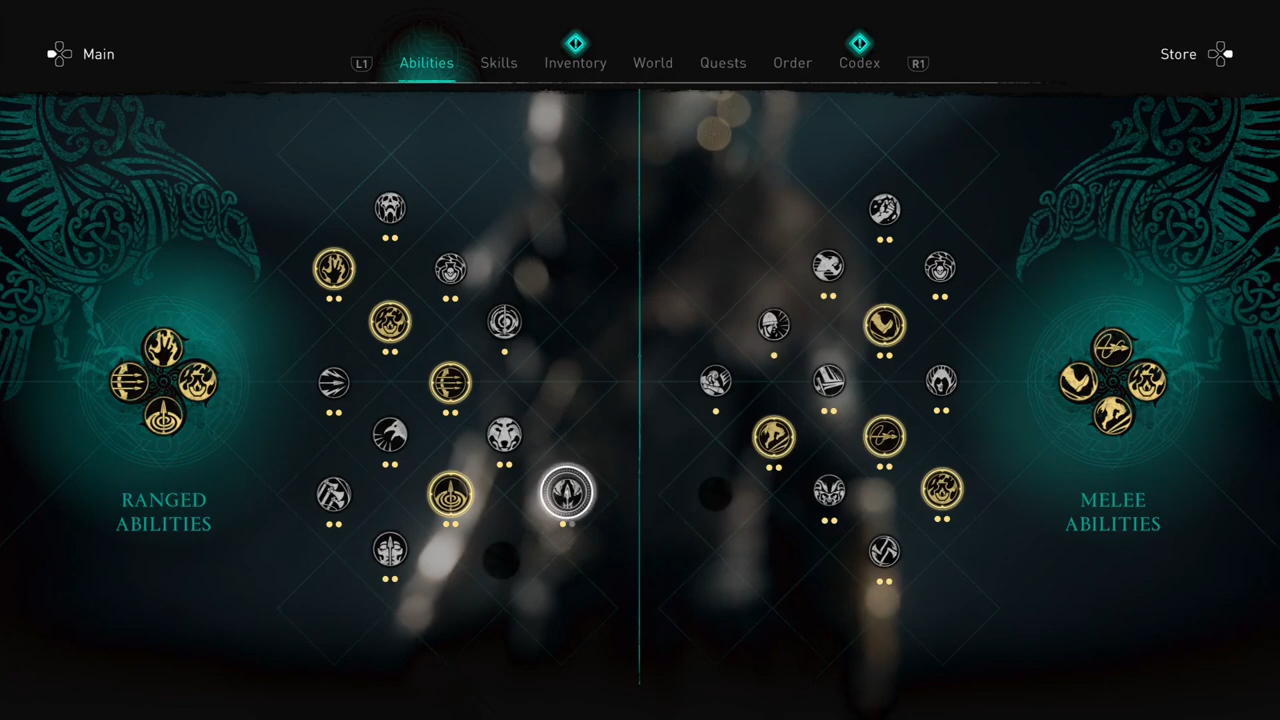 Main
L1
Abilities
Skills
Inventory
World
Quests
Order
Codex
R1
Store
RANGED
ABILITIES
MELEE
ABILITIES